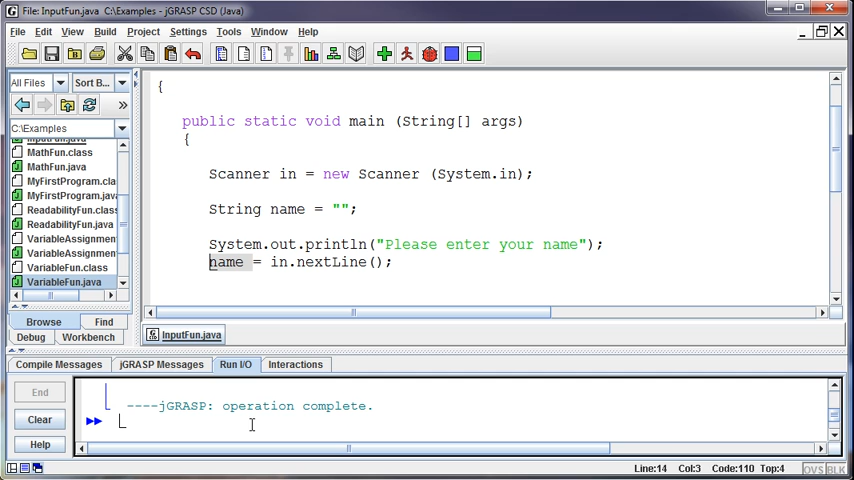 File: InputFun.java  C:\Examples - jGRASP CSD (Java)
File Edit View Build Project Settings Tools Window Help
All Files Sort B...
C:\Examples
InputFun.java
MathFun.class
MathFun.java
MyFirstProgram.cla
MyFirstProgram.java
ReadabilityFun.class
ReadabilityFun.java
VariableAssignmen
VariableAssignmen
VariableFun.class
VariableFun.java
Browse Find
Debug Workbench
{
public static void main (String[] args)
{
Scanner in = new Scanner (System.in);
String name = "";
System.out.println("Please enter your name");
name = in.nextLine();
InputFun.java
Compile Messages jGRASP Messages Run I/O Interactions
End
Clear
Help
----jGRASP: operation complete.
Line:14 Col:3 Code:110 Top:4 OVS BLK